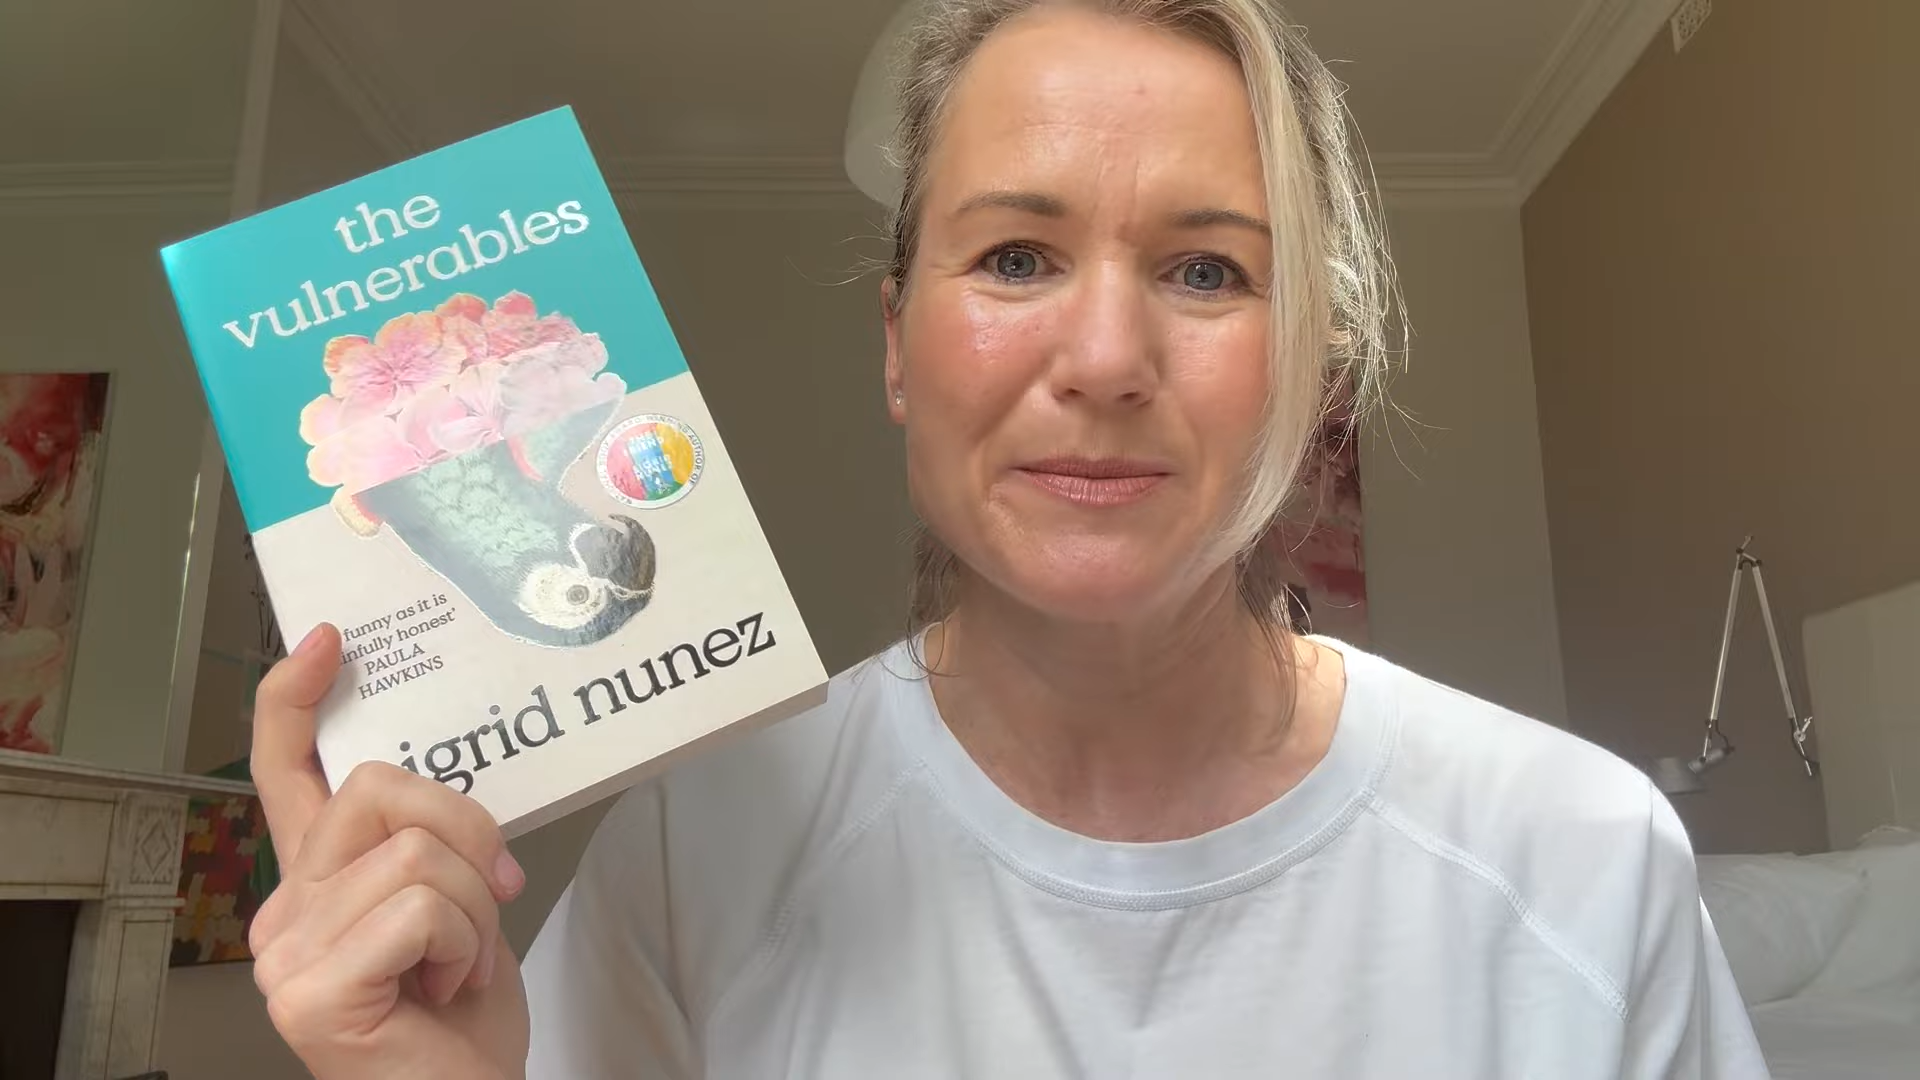 the
vulnerables
funny as it is
infully honest'
PAULA
HAWKINS
igrid nunez